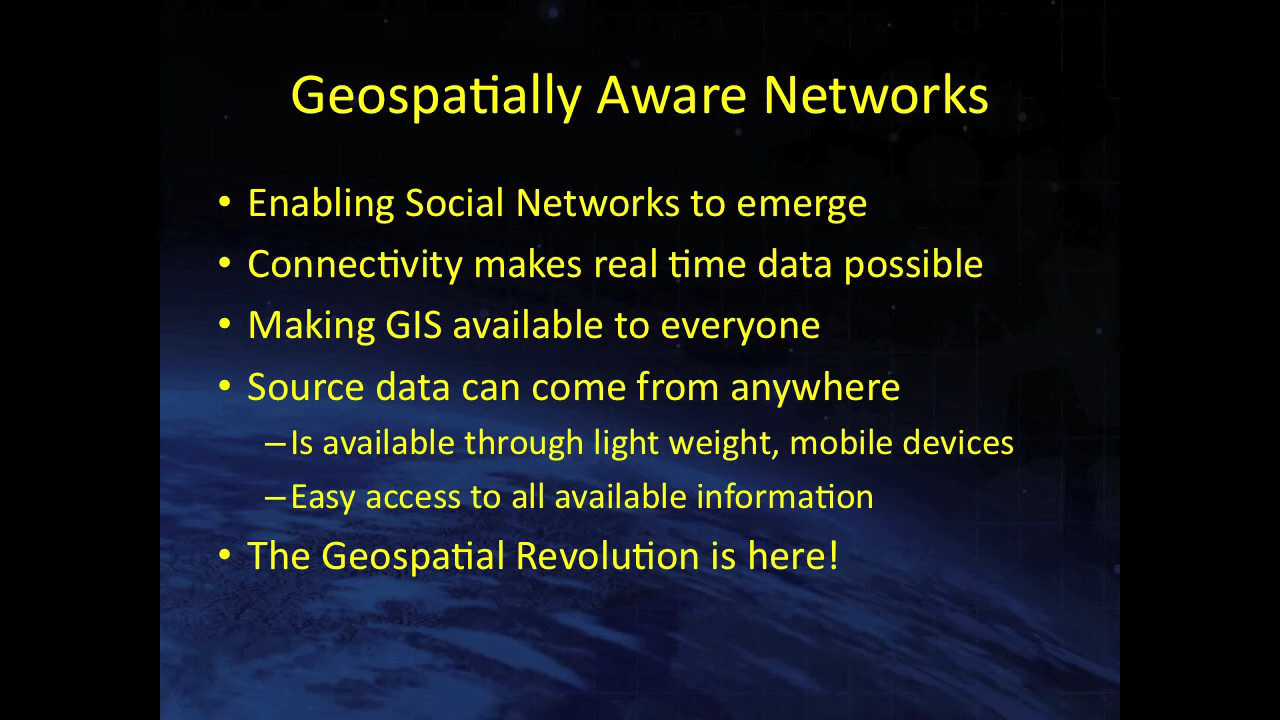 Geospatially Aware Networks
• Enabling Social Networks to emerge
• Connectivity makes real time data possible
• Making GIS available to everyone
• Source data can come from anywhere
–Is available through light weight, mobile devices
–Easy access to all available information
• The Geospatial Revolution is here!